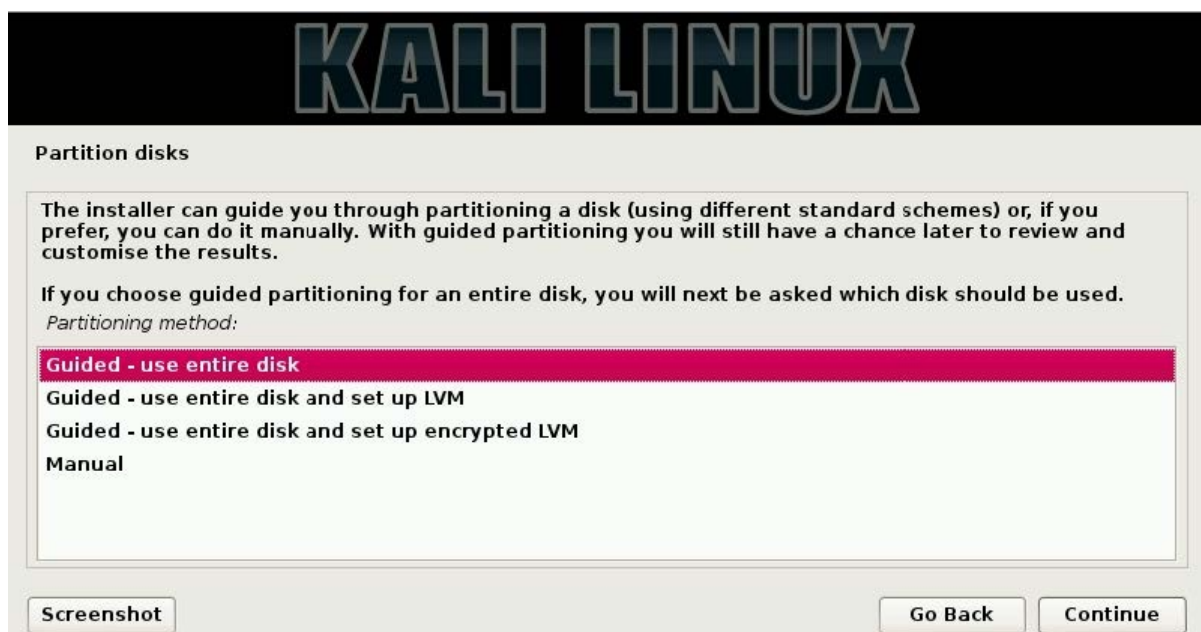 KALI LINUX
Partition disks
The installer can guide you through partitioning a disk (using different standard schemes) or, if you
prefer, you can do it manually. With guided partitioning you will still have a chance later to review and
customise the results.
If you choose guided partitioning for an entire disk, you will next be asked which disk should be used.
Partitioning method:
Guided - use entire disk
Guided - use entire disk and set up LVM
Guided - use entire disk and set up encrypted LVM
Manual
Screenshot
Go Back
Continue